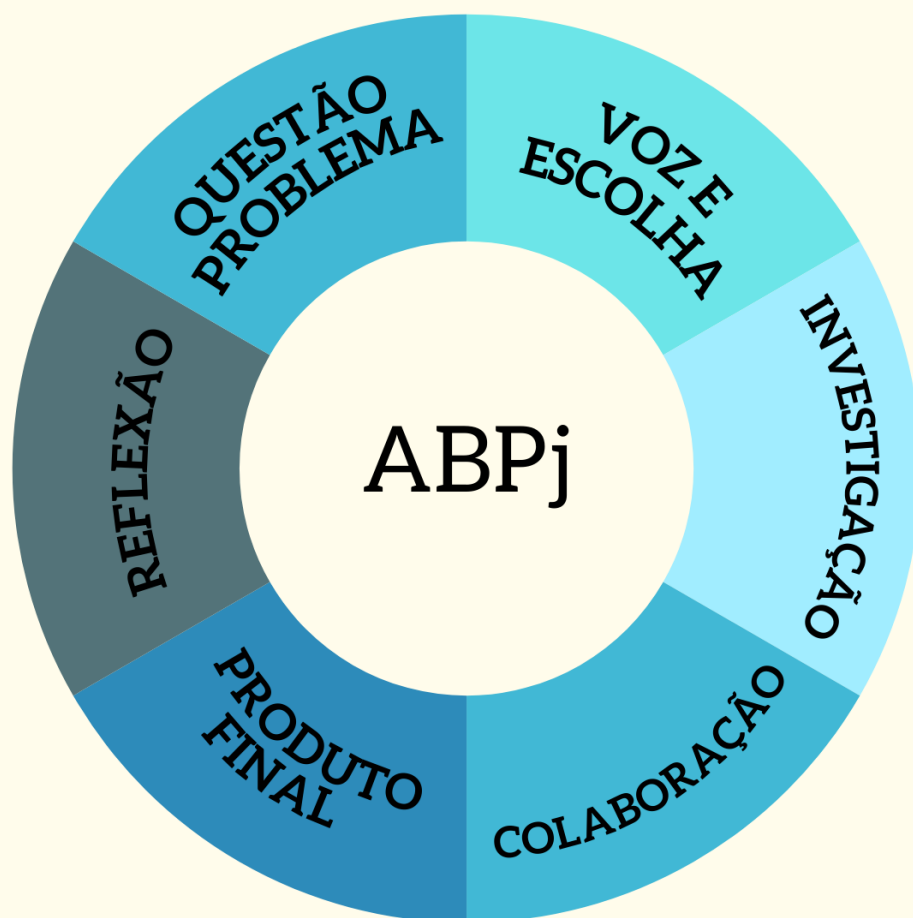 QUESTÃO
PROBLEMA
VOZ E
ESCOLHA
INVESTIGAÇÃO
COLABORAÇÃO
PRODUTO
FINAL
REFLEXÃO
ABPj